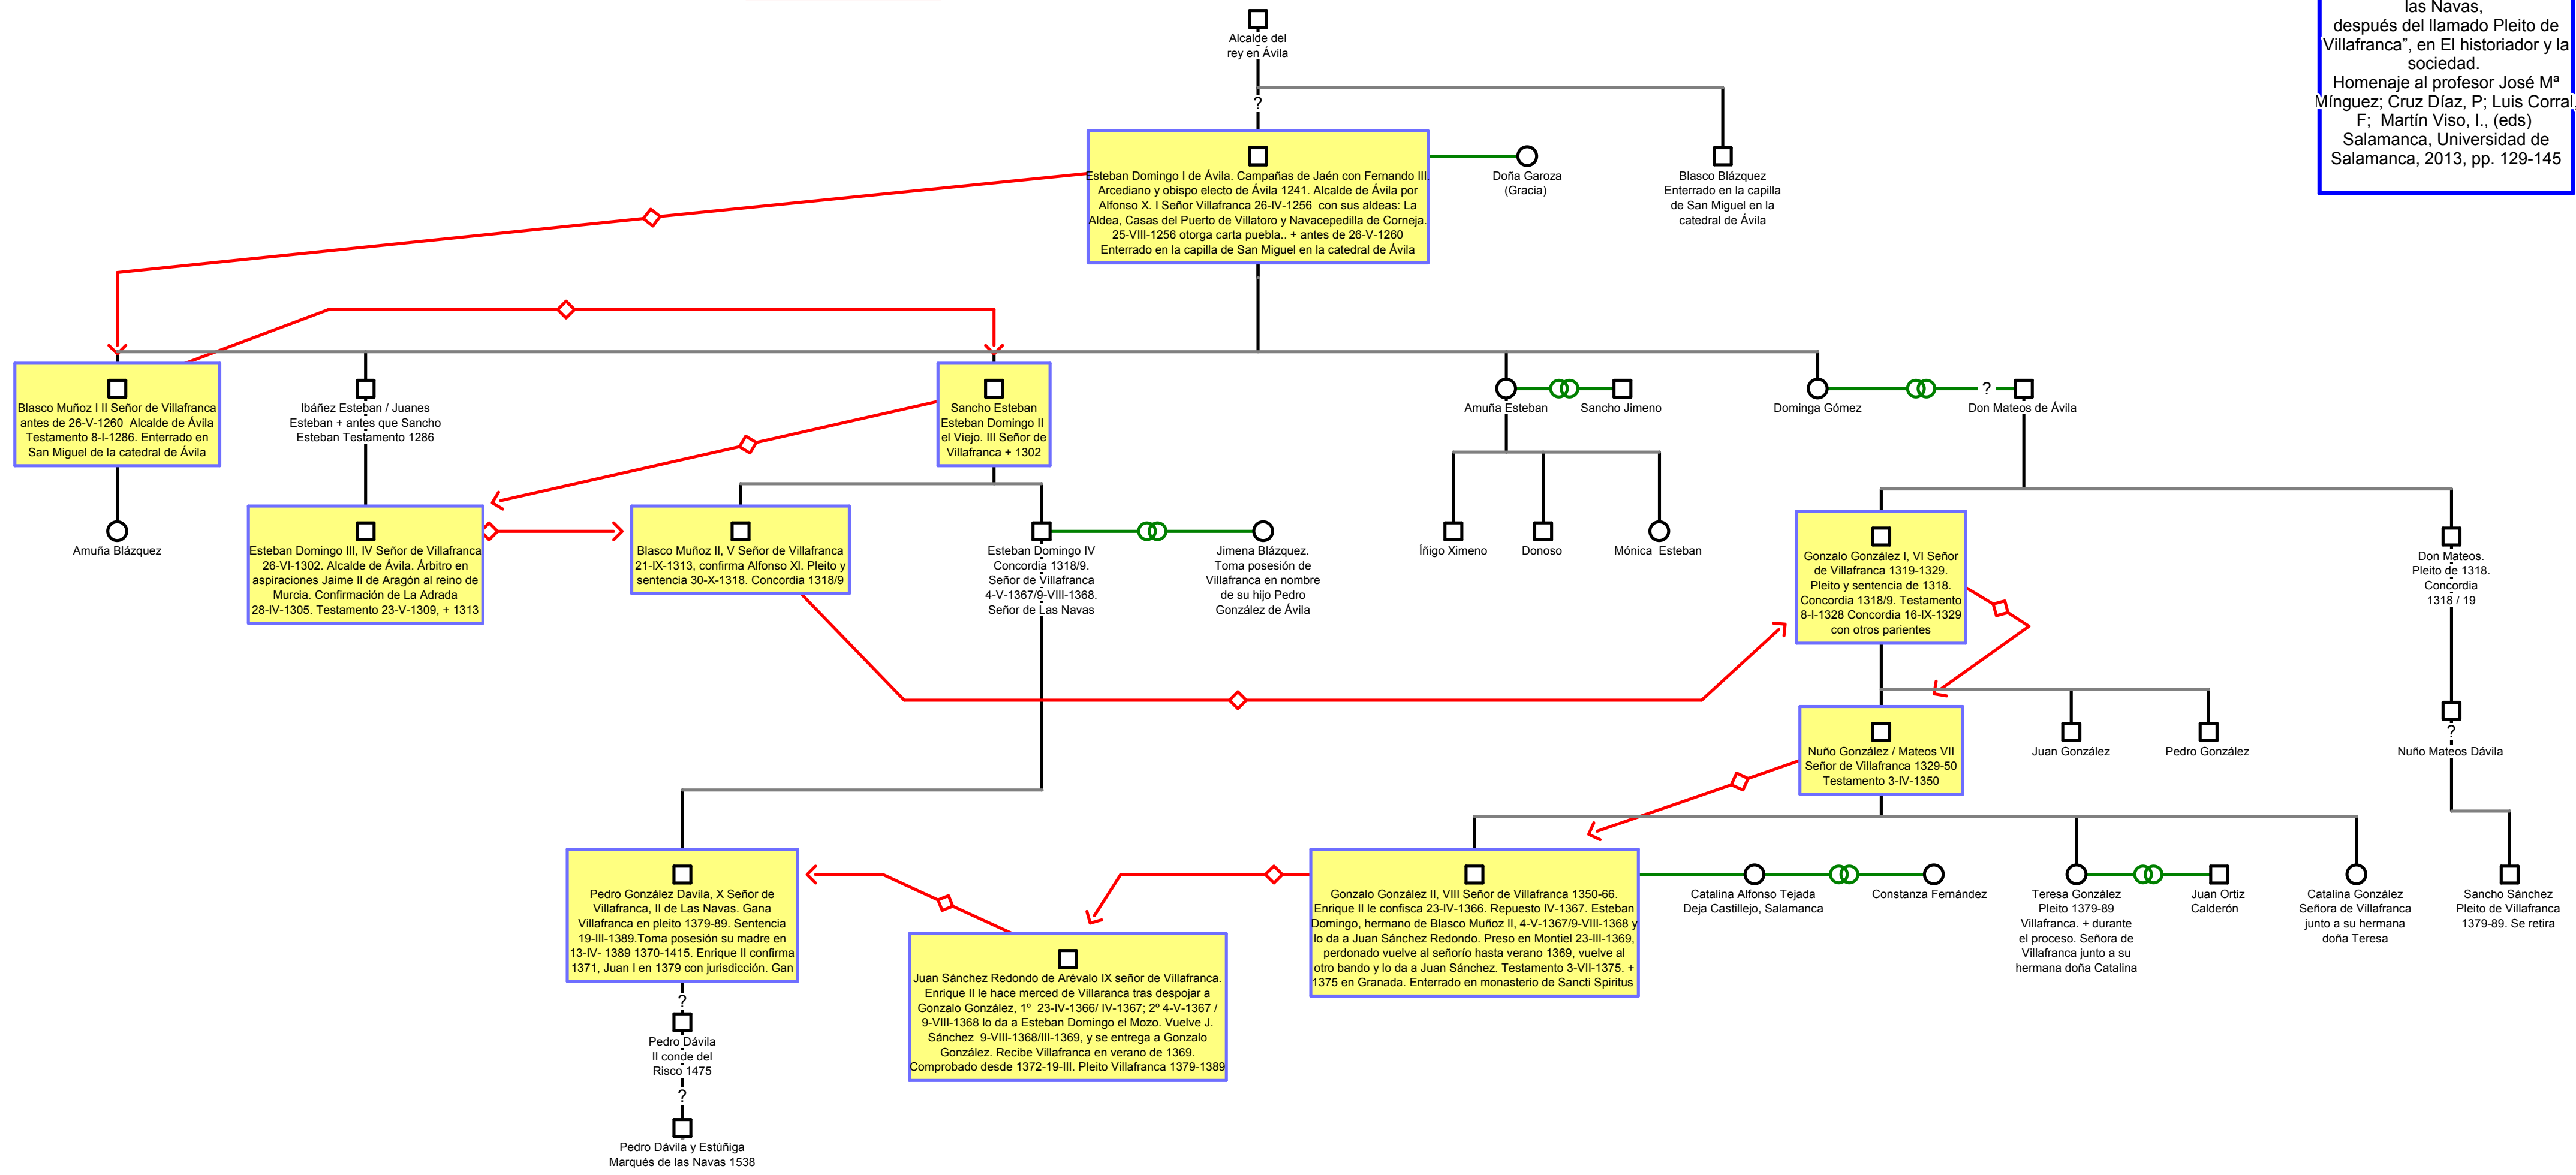 las Navas,
después del llamado Pleito de
Villafranca”, en El historiador y la
sociedad.
Homenaje al profesor José Mª
Mínguez; Cruz Díaz, P; Luis Corral,
F;  Martín Viso, I., (eds)
Salamanca, Universidad de
Salamanca, 2013, pp. 129-145
Alcalde del
rey en Ávila
?
Esteban Domingo I de Ávila. Campañas de Jaén con Fernando III.
Arcediano y obispo electo de Ávila 1241. Alcalde de Ávila por
Alfonso X. I Señor Villafranca 26-IV-1256  con sus aldeas: La
Aldea, Casas del Puerto de Villatoro y Navacepedilla de Corneja.
25-VIII-1256 otorga carta puebla.. + antes de 26-V-1260
Enterrado en la capilla de San Miguel en la catedral de Ávila
Doña Garoza
(Gracia)
Blasco Blázquez
Enterrado en la capilla
de San Miguel en la
catedral de Ávila
Blasco Muñoz I II Señor de Villafranca
antes de 26-V-1260  Alcalde de Ávila
Testamento 8-I-1286. Enterrado en
San Miguel de la catedral de Ávila
Ibáñez Esteban / Juanes
Esteban + antes que Sancho
Esteban Testamento 1286
Sancho Esteban
Esteban Domingo II
el Viejo. III Señor de
Villafranca + 1302
Amuña Esteban
Sancho Jimeno
Dominga Gómez
?
Don Mateos de Ávila
Amuña Blázquez
Esteban Domingo III, IV Señor de Villafranca
26-VI-1302. Alcalde de Ávila. Árbitro en
aspiraciones Jaime II de Aragón al reino de
Murcia. Confirmación de La Adrada
28-IV-1305. Testamento 23-V-1309, + 1313
Blasco Muñoz II, V Señor de Villafranca
21-IX-1313, confirma Alfonso XI. Pleito y
sentencia 30-X-1318. Concordia 1318/9
Esteban Domingo IV
Concordia 1318/9.
Señor de Villafranca
4-V-1367/9-VIII-1368.
Señor de Las Navas
Jimena Blázquez.
Toma posesión de
Villafranca en nombre
de su hijo Pedro
González de Ávila
Íñigo Ximeno
Donoso
Mónica  Esteban
Gonzalo González I, VI Señor
de Villafranca 1319-1329.
Pleito y sentencia de 1318.
Concordia 1318/9. Testamento
8-I-1328 Concordia 16-IX-1329
con otros parientes
Don Mateos.
Pleito de 1318.
Concordia
1318 / 19
Nuño González / Mateos VII
Señor de Villafranca 1329-50
Testamento 3-IV-1350
Juan González
Pedro González
?
Nuño Mateos Dávila
Pedro González Davila, X Señor de
Villafranca, II de Las Navas. Gana
Villafranca en pleito 1379-89. Sentencia
19-III-1389.Toma posesión su madre en
13-IV- 1389 1370-1415. Enrique II confirma
1371, Juan I en 1379 con jurisdicción. Gan
Juan Sánchez Redondo de Arévalo IX señor de Villafranca.
Enrique II le hace merced de Villaranca tras despojar a
Gonzalo González, 1º  23-IV-1366/ IV-1367; 2º 4-V-1367 /
9-VIII-1368 lo da a Esteban Domingo el Mozo. Vuelve J.
Sánchez  9-VIII-1368/III-1369, y se entrega a Gonzalo
González. Recibe Villafranca en verano de 1369.
Comprobado desde 1372-19-III. Pleito Villafranca 1379-1389
Gonzalo González II, VIII Señor de Villafranca 1350-66.
Enrique II le confisca 23-IV-1366. Repuesto IV-1367. Esteban
Domingo, hermano de Blasco Muñoz II, 4-V-1367/9-VIII-1368 y
lo da a Juan Sánchez Redondo. Preso en Montiel 23-III-1369,
perdonado vuelve al señorío hasta verano 1369, vuelve al
otro bando y lo da a Juan Sánchez. Testamento 3-VII-1375. +
1375 en Granada. Enterrado en monasterio de Sancti Spiritus
Catalina Alfonso Tejada
Deja Castillejo, Salamanca
Constanza Fernández
Teresa González
Pleito 1379-89
Villafranca. + durante
el proceso. Señora de
Villafranca junto a su
hermana doña Catalina
Juan Ortiz
Calderón
Catalina González
Señora de Villafranca
junto a su hermana
doña Teresa
Sancho Sánchez
Pleito de Villafranca
1379-89. Se retira
?
Pedro Dávila
II conde del
Risco 1475
?
Pedro Dávila y Estúñiga
Marqués de las Navas 1538